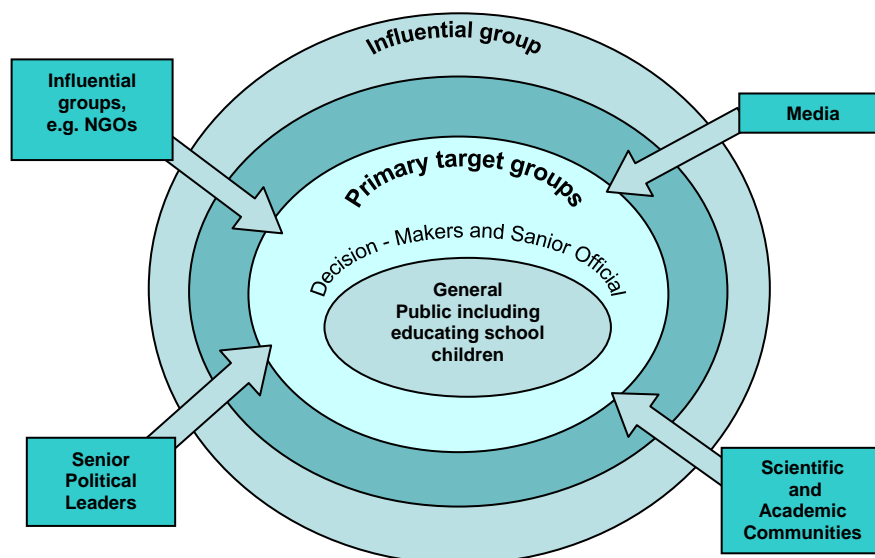 Influential group
Influential
groups,
e.g. NGOs
Media
Primary target groups
Decision - Makers and Sanior Official
General
Public including
educating school
children
Senior
Political
Leaders
Scientific
and
Academic
Communities